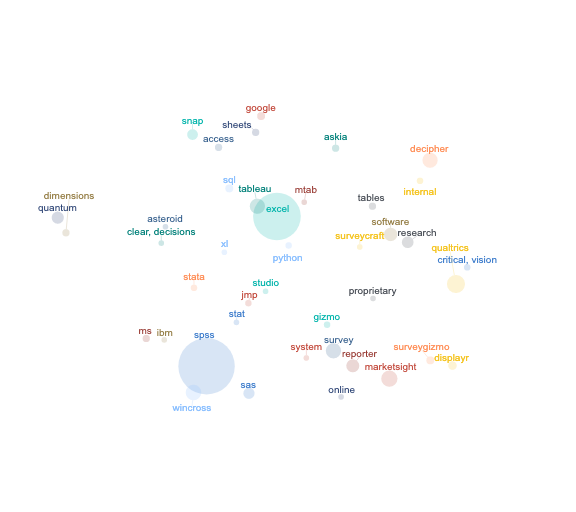 google
snap
sheets
access
askia
decipher
sql
tableau
mtab
internal
dimensions
tables
quantum
excel
asteroid
software
clear, decisions
surveycraft
research
xl
qualtrics
python
critical, vision
stata
studio
jmp
proprietary
stat
gizmo
ms
ibm
spss
survey
system
reporter
surveygizmo
displayr
marketsight
sas
online
wincross